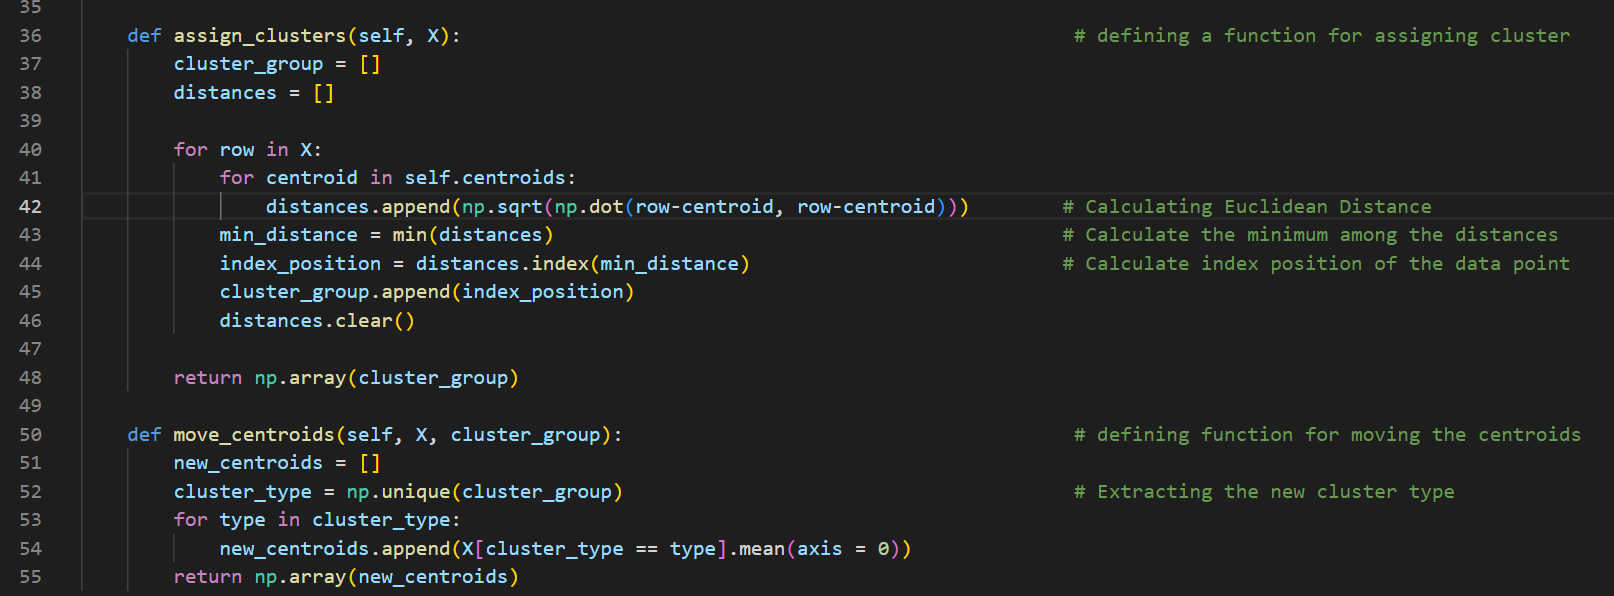 35
36 def assign_clusters(self, X): # defining a function for assigning cluster
37 cluster_group = []
38 distances = []
39
40 for row in X:
41 for centroid in self.centroids:
42 distances.append(np.sqrt(np.dot(row-centroid, row-centroid))) # Calculating Euclidean Distance
43 min_distance = min(distances) # Calculate the minimum among the distances
44 index_position = distances.index(min_distance) # Calculate index position of the data point
45 cluster_group.append(index_position)
46 distances.clear()
47
48 return np.array(cluster_group)
49
50 def move_centroids(self, X, cluster_group): # defining function for moving the centroids
51 new_centroids = []
52 cluster_type = np.unique(cluster_group) # Extracting the new cluster type
53 for type in cluster_type:
54 new_centroids.append(X[cluster_type == type].mean(axis = 0))
55 return np.array(new_centroids)